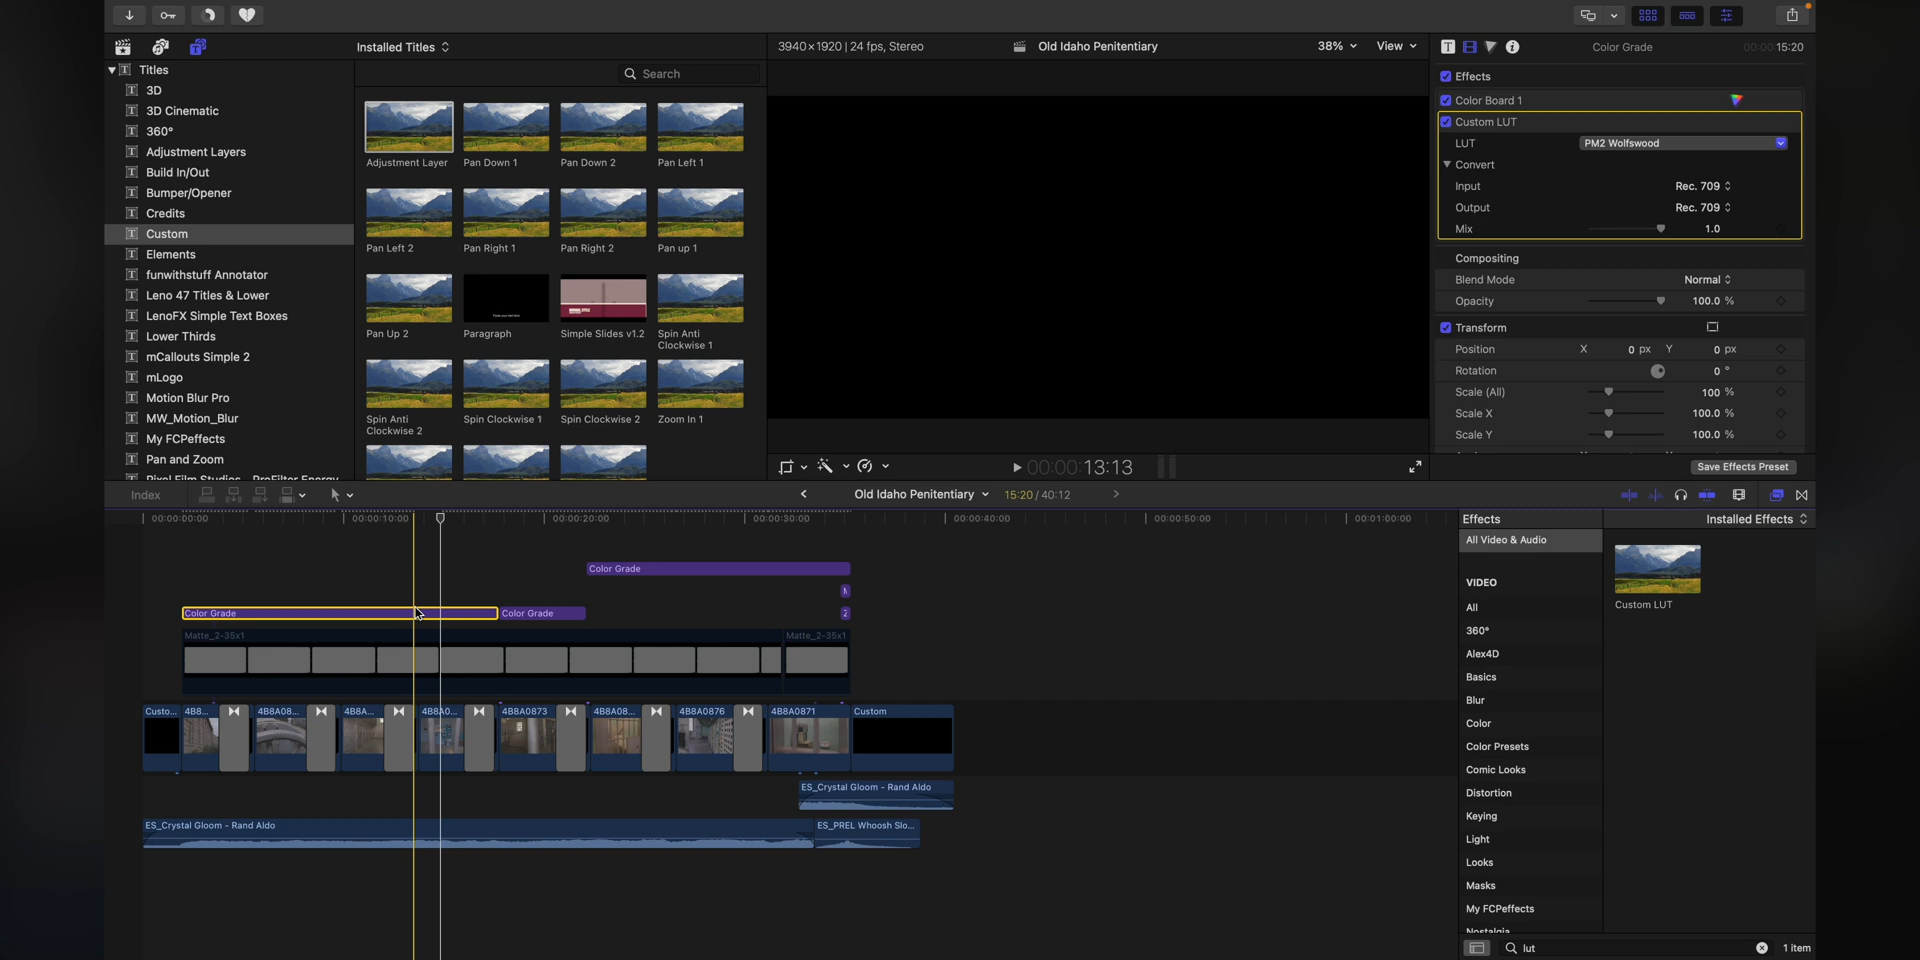 Installed Titles
3940×1920 | 24 fps, Stereo
Old Idaho Penitentiary
38%
View
Color Grade
00:00:15:20
Titles
3D
3D Cinematic
360°
Adjustment Layers
Build In/Out
Bumper/Opener
Credits
Custom
Elements
funwithstuff Annotator
Leno 47 Titles & Lower
LenoFX Simple Text Boxes
Lower Thirds
mCallouts Simple 2
mLogo
Motion Blur Pro
MW_Motion_Blur
My FCPeffects
Pan and Zoom
Pixel Film Studios - ProFilter Energy
Search
Adjustment Layer
Pan Down 1
Pan Down 2
Pan Left 1
Pan Left 2
Pan Right 1
Pan Right 2
Pan up 1
Pan Up 2
Paragraph
Simple Slides v1.2
Spin Anti
Clockwise 1
Spin Anti
Clockwise 2
Spin Clockwise 1
Spin Clockwise 2
Zoom In 1
00:00:00:13:13
Effects
Color Board 1
Custom LUT
LUT
PM2 Wolfswood
Convert
Input
Rec. 709
Output
Rec. 709
Mix
1.0
Compositing
Blend Mode
Normal
Opacity
100.0 %
Transform
Position
X
0 px
Y
0 px
Rotation
0 °
Scale (All)
100 %
Scale X
100.0 %
Scale Y
100.0 %
Save Effects Preset
Index
Old Idaho Penitentiary
15:20 / 40:12
00:00:00:00
00:00:10:00
00:00:20:00
00:00:30:00
00:00:40:00
00:00:50:00
00:01:00:00
Color Grade
Color Grade
Color Grade
Z
Matte_2-35x1
Matte_2-35x1
Custo...
4B8...
4B8A08...
4B8A...
4B8A0...
4B8A0873
4B8A08...
4B8A0876
4B8A0871
Custom
ES_Crystal Gloom - Rand Aldo
ES_Crystal Gloom - Rand Aldo
ES_PREL Whoosh Slo...
Effects
Installed Effects
All Video & Audio
VIDEO
All
360°
Alex4D
Basics
Blur
Color
Color Presets
Comic Looks
Distortion
Keying
Light
Looks
Masks
My FCPeffects
Nostalgia
Custom LUT
lut
1 item